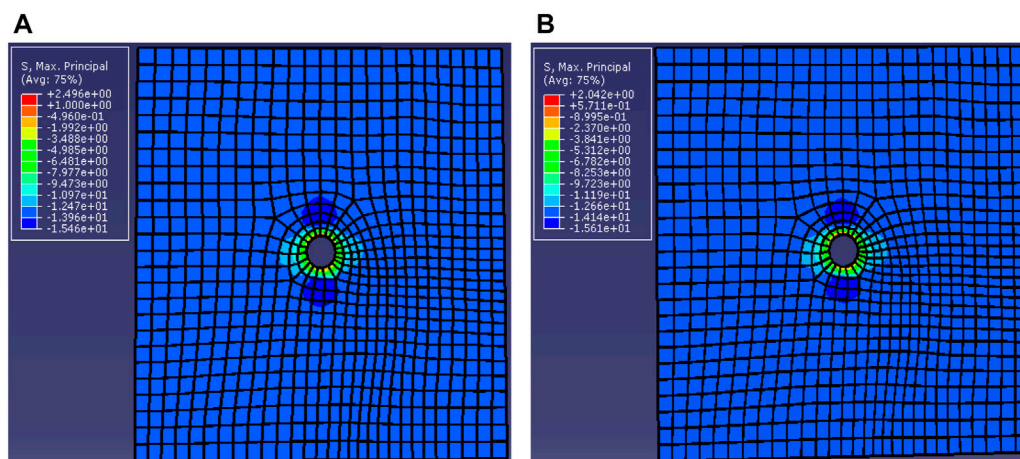 A
S, Max. Principal
(Avg: 75%)
+2.496e+00
+1.000e+00
-4.960e-01
-1.992e+00
-3.488e+00
-4.985e+00
-6.481e+00
-7.977e+00
-9.473e+00
-1.097e+01
-1.247e+01
-1.396e+01
-1.546e+01
B
S, Max. Principal
(Avg: 75%)
+2.042e+00
+5.711e-01
-8.995e-01
-2.370e+00
-3.841e+00
-5.312e+00
-6.782e+00
-8.253e+00
-9.723e+00
-1.119e+01
-1.266e+01
-1.414e+01
-1.561e+01